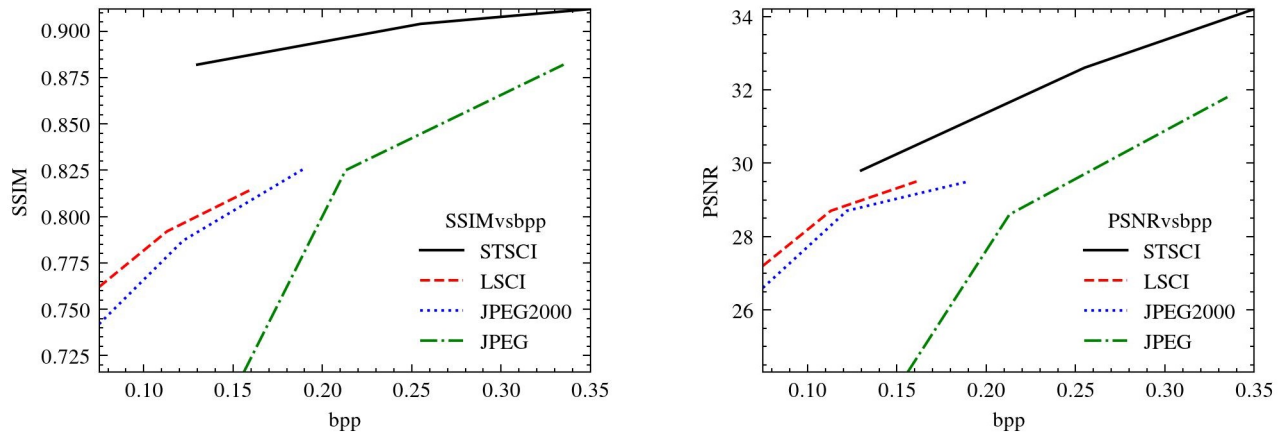 SSIM
0.900
0.875
0.850
0.825
0.800
0.775
0.750
0.725
0.10 0.15 0.20 0.25 0.30 0.35
bpp
SSIMvsbpp
STSCI
LSCI
JPEG2000
JPEG
PSNR
34
32
30
28
26
0.10 0.15 0.20 0.25 0.30 0.35
bpp
PSNRvsbpp
STSCI
LSCI
JPEG2000
JPEG